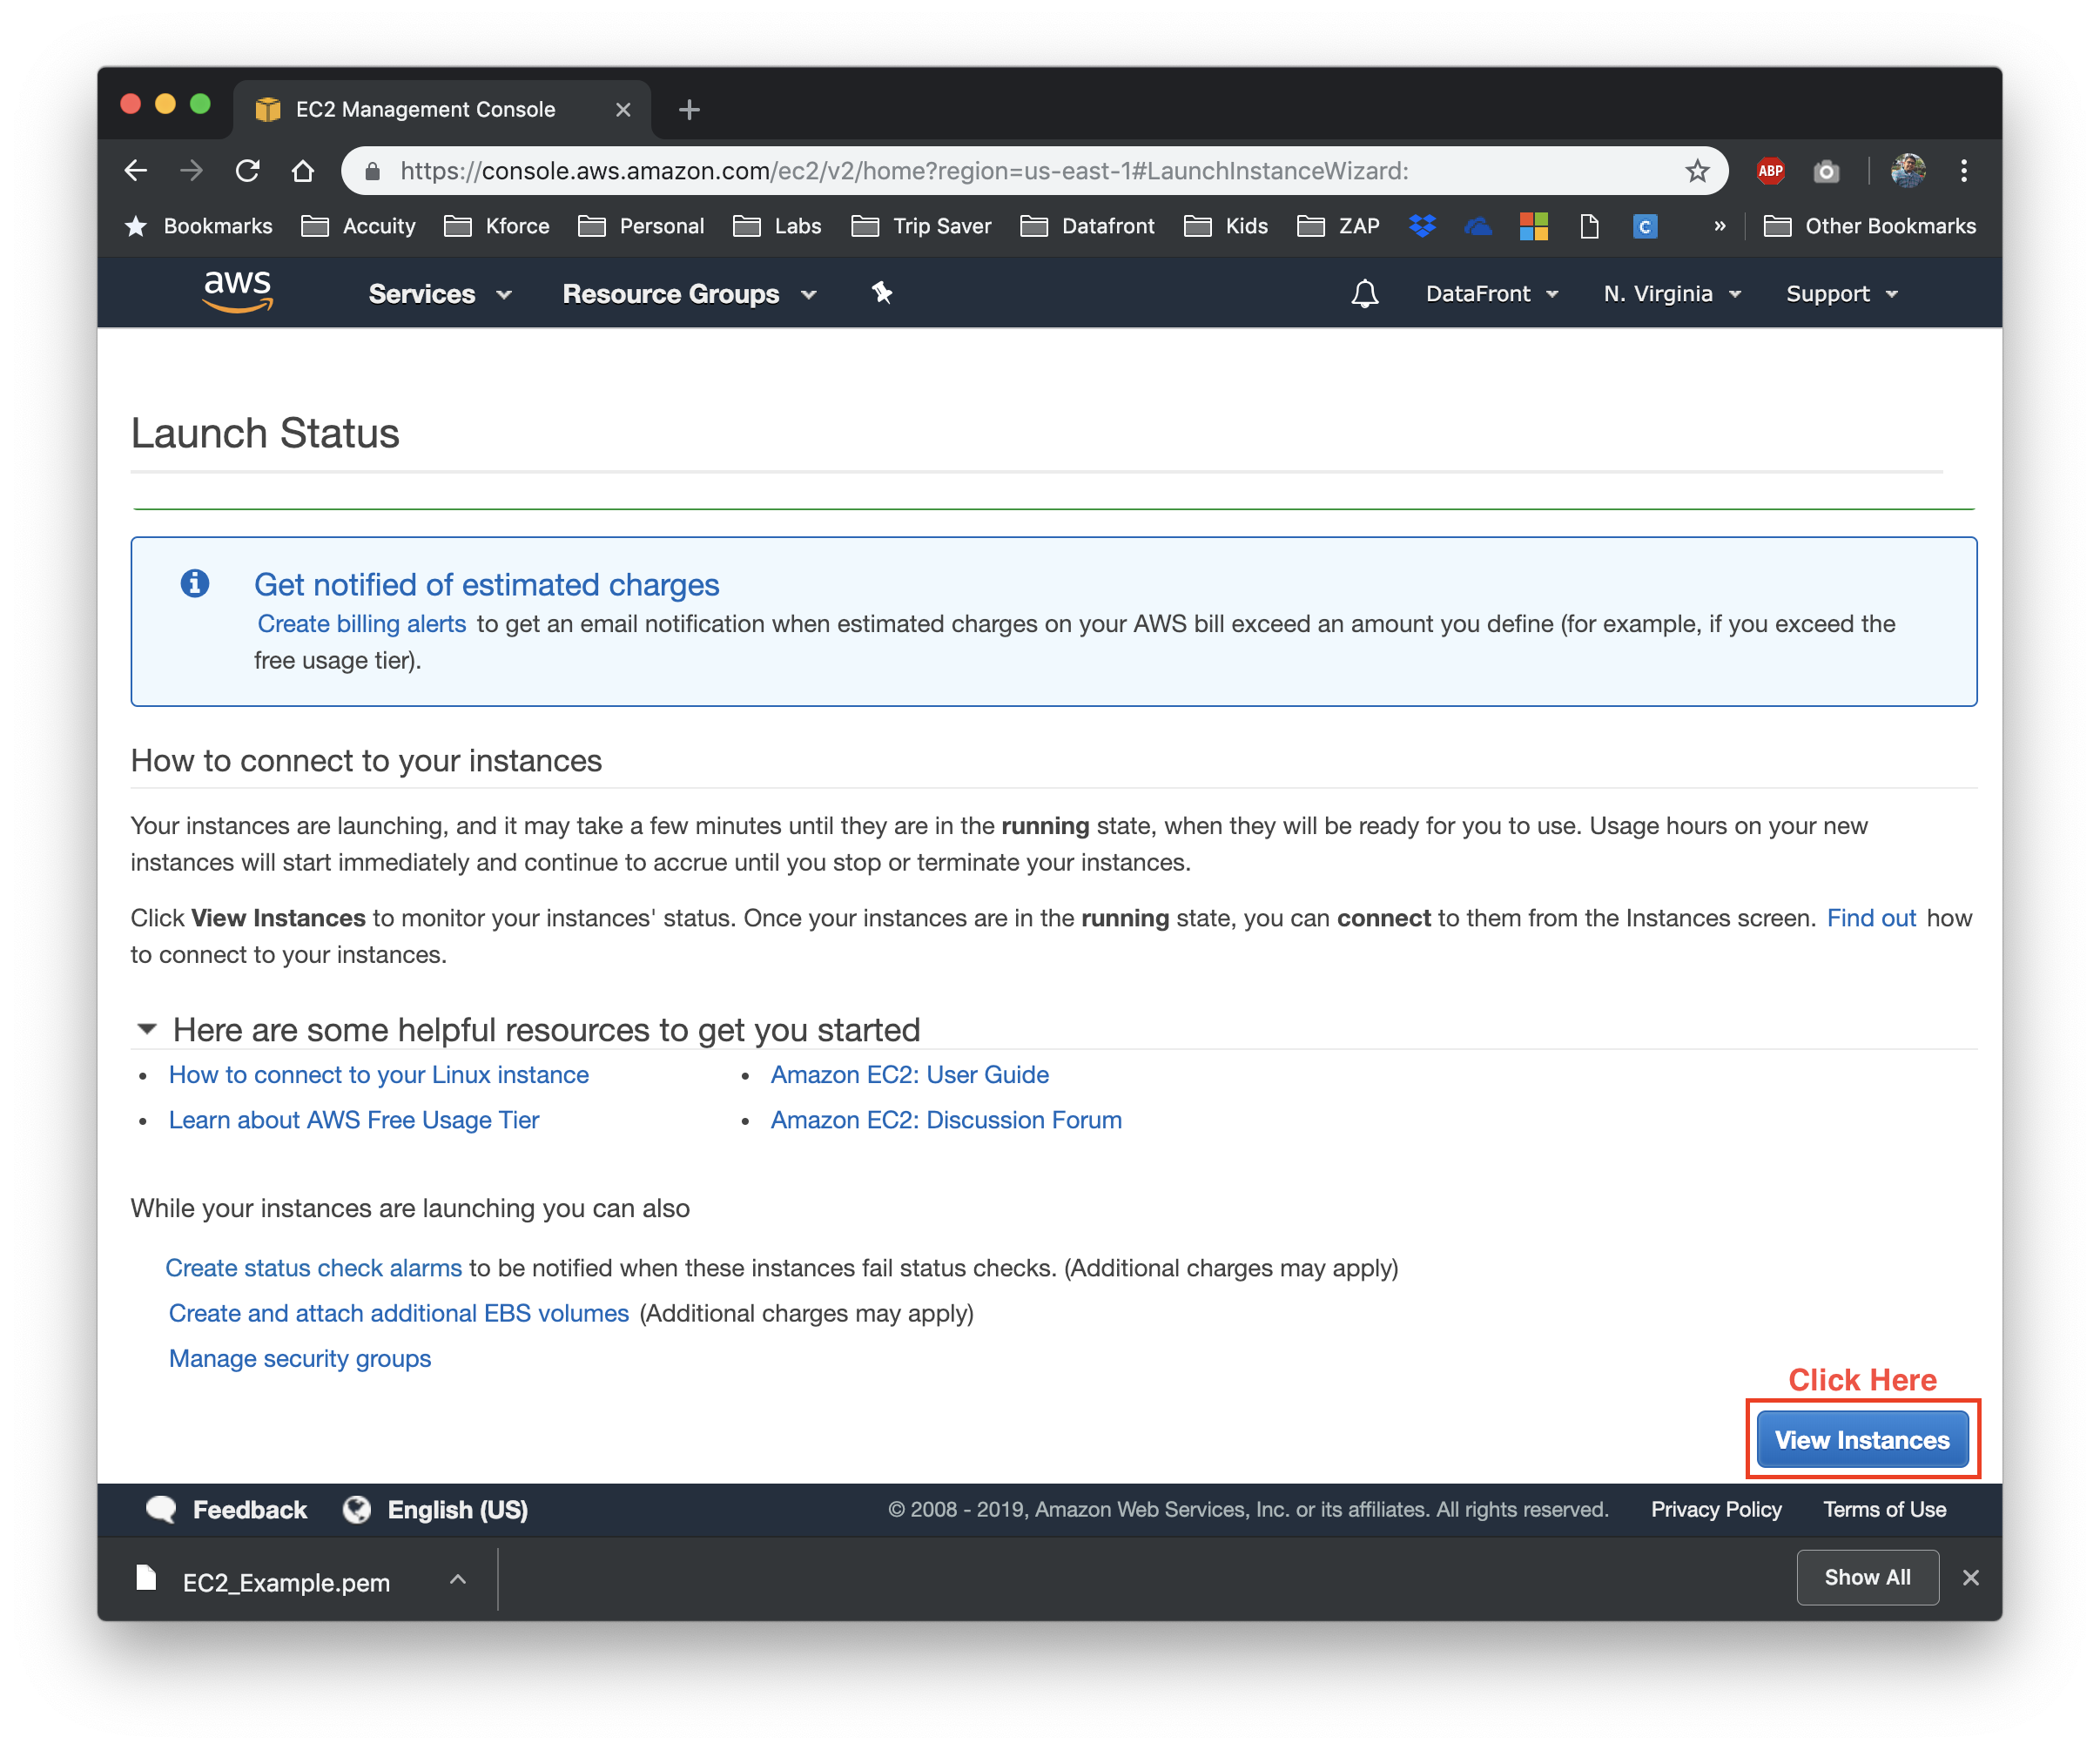 EC2 Management Console
https://console.aws.amazon.com/ec2/v2/home?region=us-east-1#LaunchInstanceWizard:
ABP
Bookmarks Accuity Kforce Personal Labs Trip Saver Datafront Kids ZAP C » Other Bookmarks
aws Services Resource Groups DataFront N. Virginia Support
Launch Status
Get notified of estimated charges
Create billing alerts to get an email notification when estimated charges on your AWS bill exceed an amount you define (for example, if you exceed the
free usage tier).
How to connect to your instances
Your instances are launching, and it may take a few minutes until they are in the running state, when they will be ready for you to use. Usage hours on your new
instances will start immediately and continue to accrue until you stop or terminate your instances.
Click View Instances to monitor your instances' status. Once your instances are in the running state, you can connect to them from the Instances screen. Find out how
to connect to your instances.
Here are some helpful resources to get you started
• How to connect to your Linux instance • Amazon EC2: User Guide
• Learn about AWS Free Usage Tier • Amazon EC2: Discussion Forum
While your instances are launching you can also
Create status check alarms to be notified when these instances fail status checks. (Additional charges may apply)
Create and attach additional EBS volumes (Additional charges may apply)
Manage security groups
Click Here
View Instances
Feedback English (US) © 2008 - 2019, Amazon Web Services, Inc. or its affiliates. All rights reserved. Privacy Policy Terms of Use
EC2_Example.pem Show All